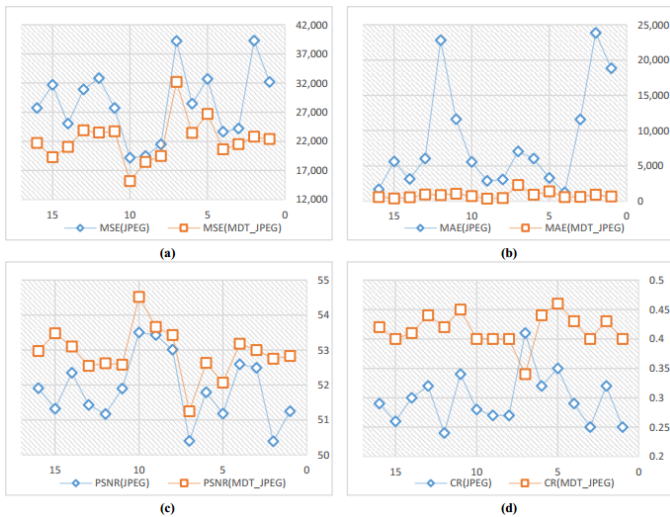 42,000
37,000
32,000
27,000
22,000
17,000
12,000
15 10 5 0
MSE(JPEG) MSE(MDT_JPEG)
(a)
25,000
20,000
15,000
10,000
5,000
0
15 10 5 0
MAE(JPEG) MAE(MDT_JPEG)
(b)
55
54
53
52
51
50
15 10 5 0
PSNR(JPEG) PSNR(MDT_JPEG)
(c)
0.5
0.45
0.4
0.35
0.3
0.25
0.2
15 10 5 0
CR(JPEG) CR(MDT_JPEG)
(d)